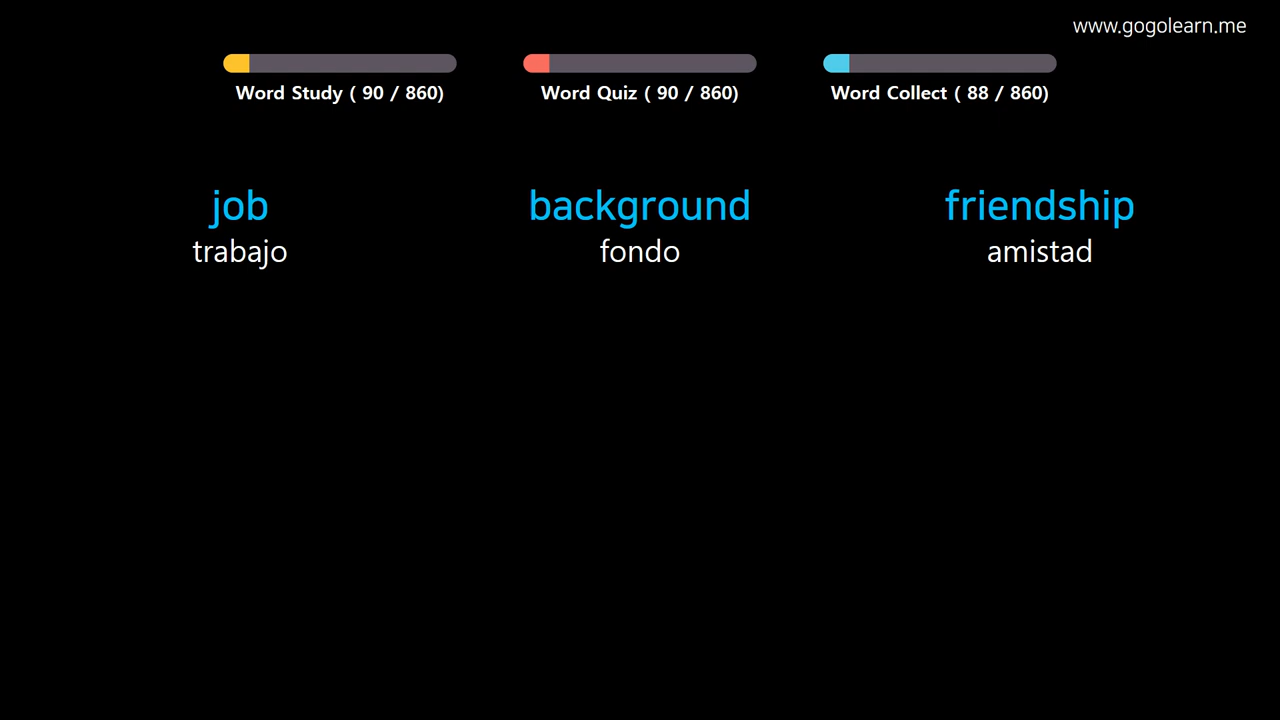 www.gogolearn.me
Word Study ( 90 / 860)
Word Quiz ( 90 / 860)
Word Collect ( 88 / 860)
job
background
friendship
trabajo
fondo
amistad